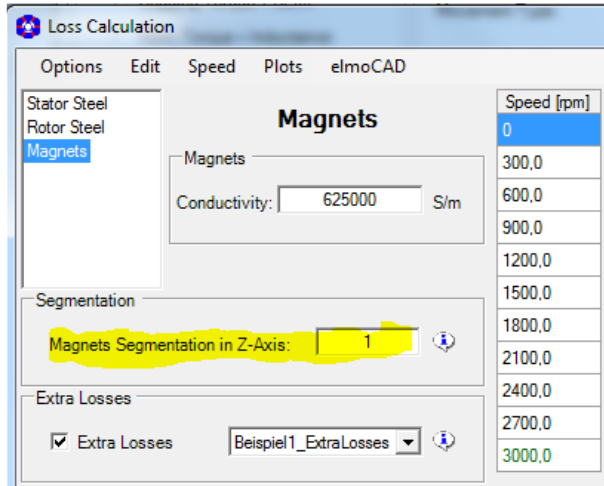 Loss Calculation
Options Edit Speed Plots elmoCAD
Stator Steel
Rotor Steel
Magnets
Magnets
Magnets
Conductivity: 625000 S/m
Segmentation
Magnets Segmentation in Z-Axis: 1
Extra Losses
Extra Losses Beispiel1_ExtraLosses
Speed [rpm]
0
300,0
600,0
900,0
1200,0
1500,0
1800,0
2100,0
2400,0
2700,0
3000,0